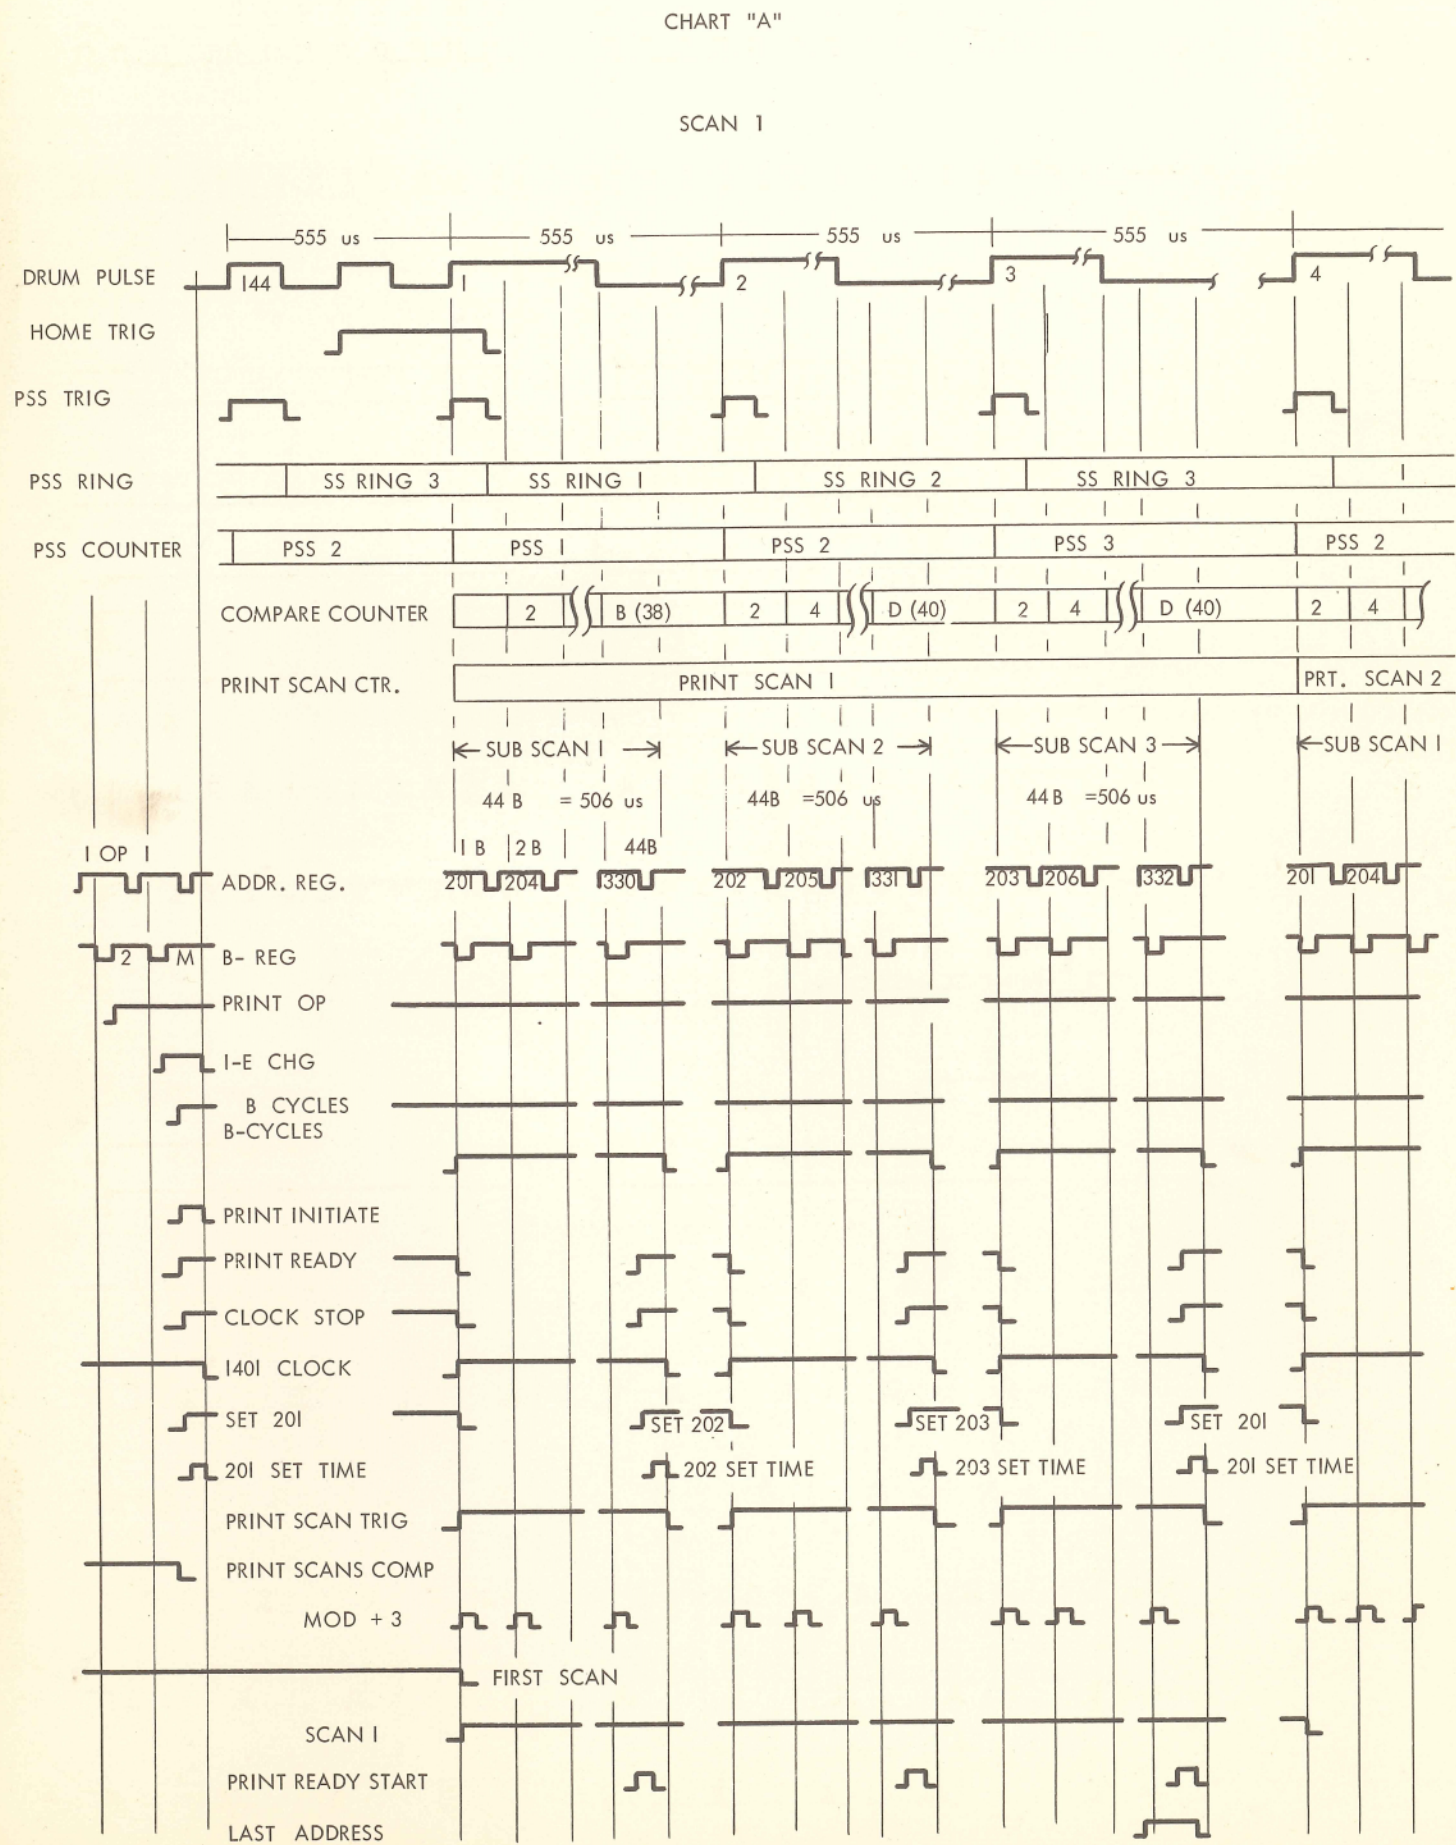 CHART "A"
SCAN 1
555 us 555 us 555 us 555 us
DRUM PULSE 144 1 2 3 4
HOME TRIG
PSS TRIG
PSS RING SS RING 3 SS RING 1 SS RING 2 SS RING 3 1
PSS COUNTER PSS 2 PSS 1 PSS 2 PSS 3 PSS 2
COMPARE COUNTER 2 B (38) 2 4 D (40) 2 4 D (40) 2 4
PRINT SCAN CTR. PRINT SCAN 1 PRT. SCAN 2
SUB SCAN 1 SUB SCAN 2 SUB SCAN 3 SUB SCAN 1
44 B = 506 us 44B =506 us 44 B =506 us
1 OP 1 1 B 2 B 44B
ADDR. REG. 201 204 330 202 205 331 203 206 332 201 204
2 M B- REG
PRINT OP
I-E CHG
B CYCLES
B-CYCLES
PRINT INITIATE
PRINT READY
CLOCK STOP
1401 CLOCK
SET 201 SET 202 SET 203 SET 201
201 SET TIME 202 SET TIME 203 SET TIME 201 SET TIME
PRINT SCAN TRIG
PRINT SCANS COMP
MOD + 3
FIRST SCAN
SCAN 1
PRINT READY START
LAST ADDRESS